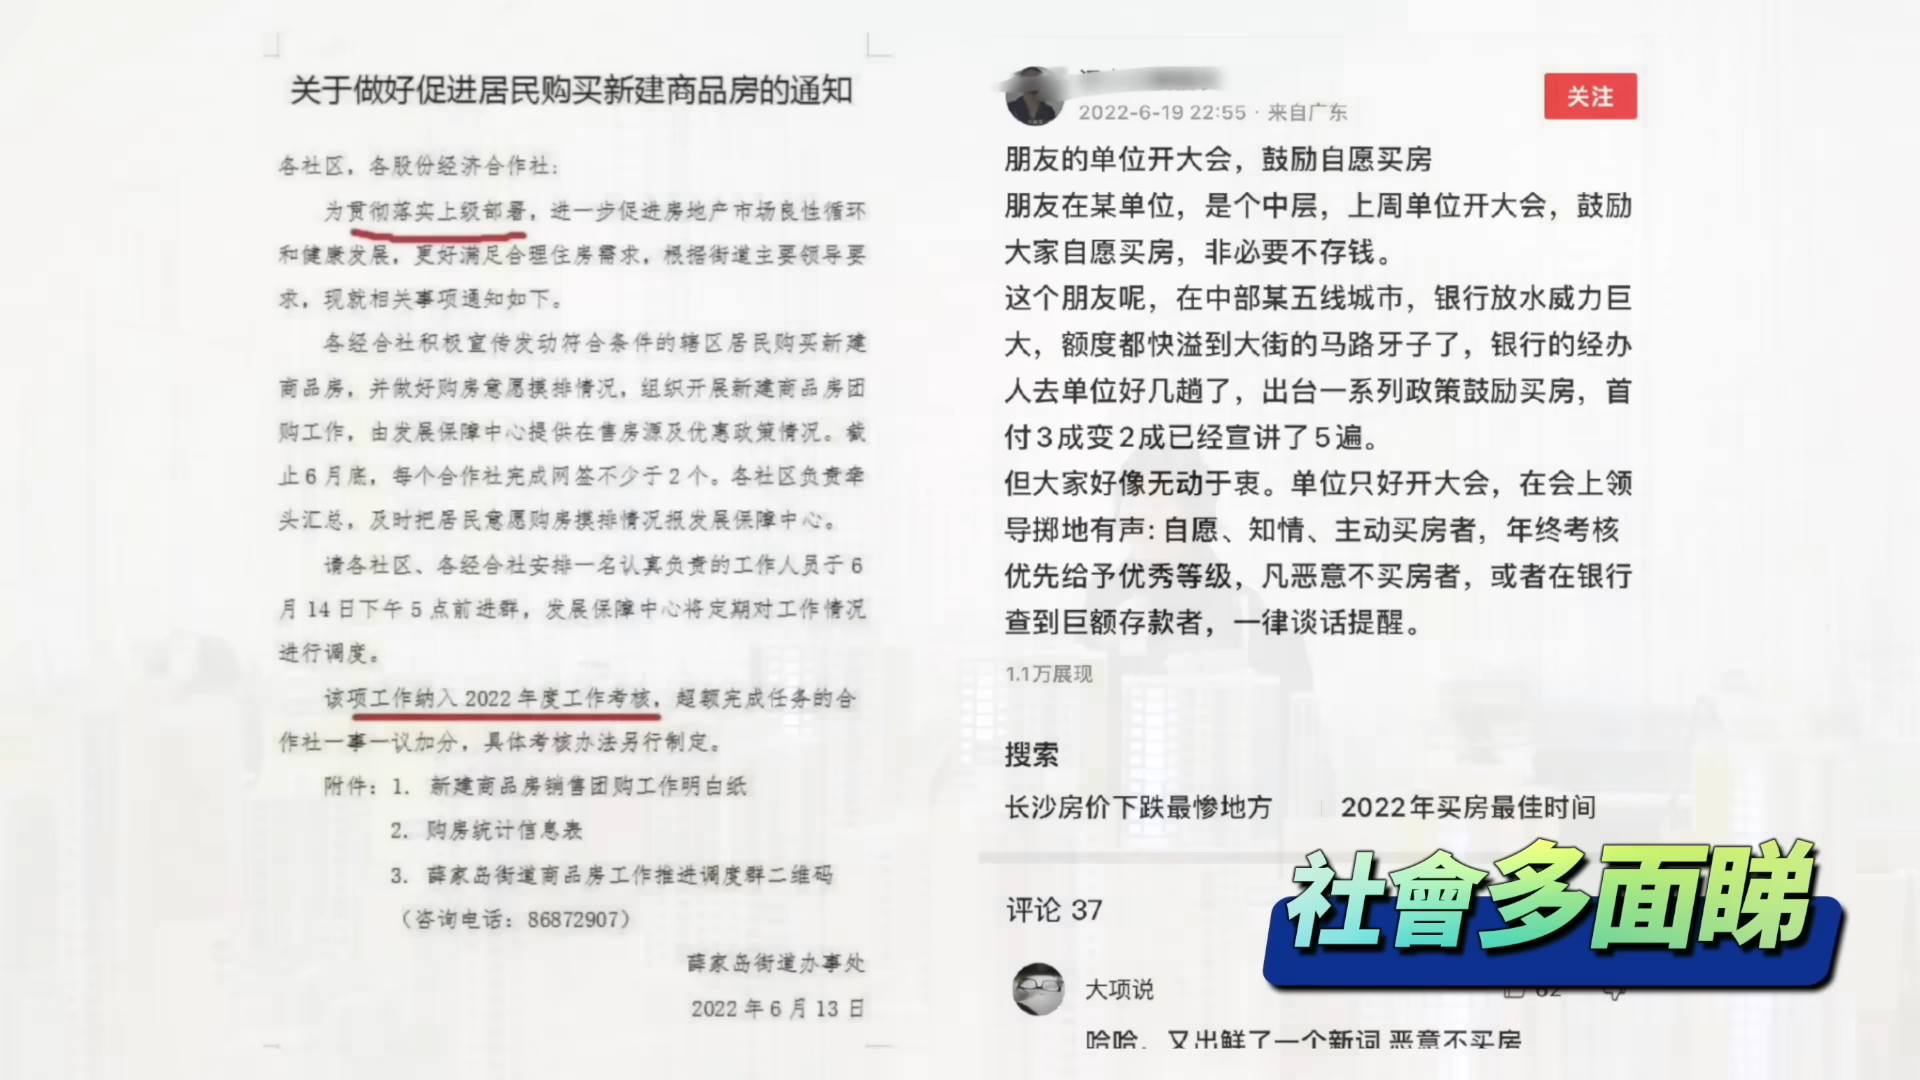 关于做好促进居民购买新建商品房的通知
各社区，各股份经济合作社：
为贯彻落实上级部署，进一步促进房地产市场良性循环
和健康发展，更好满足合理住房需求，根据街道主要领导要
求，现就相关事项通知如下。
各经合社积极宣传发动符合条件的辖区居民购买新建
商品房，并做好购房意愿摸排情况，组织开展新建商品房团
购工作，由发展保障中心提供在售房源及优惠政策情况。截
止6月底，每个合作社完成网签不少于2个。各社区负责牵
头汇总，及时把居民意愿购房摸排情况报发展保障中心。
请各社区、各经合社安排一名认真负责的工作人员于6
月14日下午5点前进群，发展保障中心将定期对工作情况
进行调度。
该项工作纳入2022年度工作考核，超额完成任务的合
作社一事一议加分，具体考核办法另行制定。
附件：1. 新建商品房销售团购工作明白纸
2. 购房统计信息表
3. 薛家岛街道商品房工作推进调度群二维码
（咨询电话：86872907）
薛家岛街道办事处
2022年6月13日
2022-6-19 22:55 · 来自广东
关注
朋友的单位开大会，鼓励自愿买房
朋友在某单位，是个中层，上周单位开大会，鼓励
大家自愿买房，非必要不存钱。
这个朋友呢，在中部某五线城市，银行放水威力巨
大，额度都快溢到大街的马路牙子了，银行的经办
人去单位好几趟了，出台一系列政策鼓励买房，首
付3成变2成已经宣讲了5遍。
但大家好像无动于衷。单位只好开大会，在会上领
导掷地有声：自愿、知情、主动买房者，年终考核
优先给予优秀等级，凡恶意不买房者，或者在银行
查到巨额存款者，一律谈话提醒。
1.1万展现
搜索
长沙房价下跌最惨地方
2022年买房最佳时间
评论 37
大项说
哈哈，又出鲜了一个新词 恶意不买房
社會多面睇